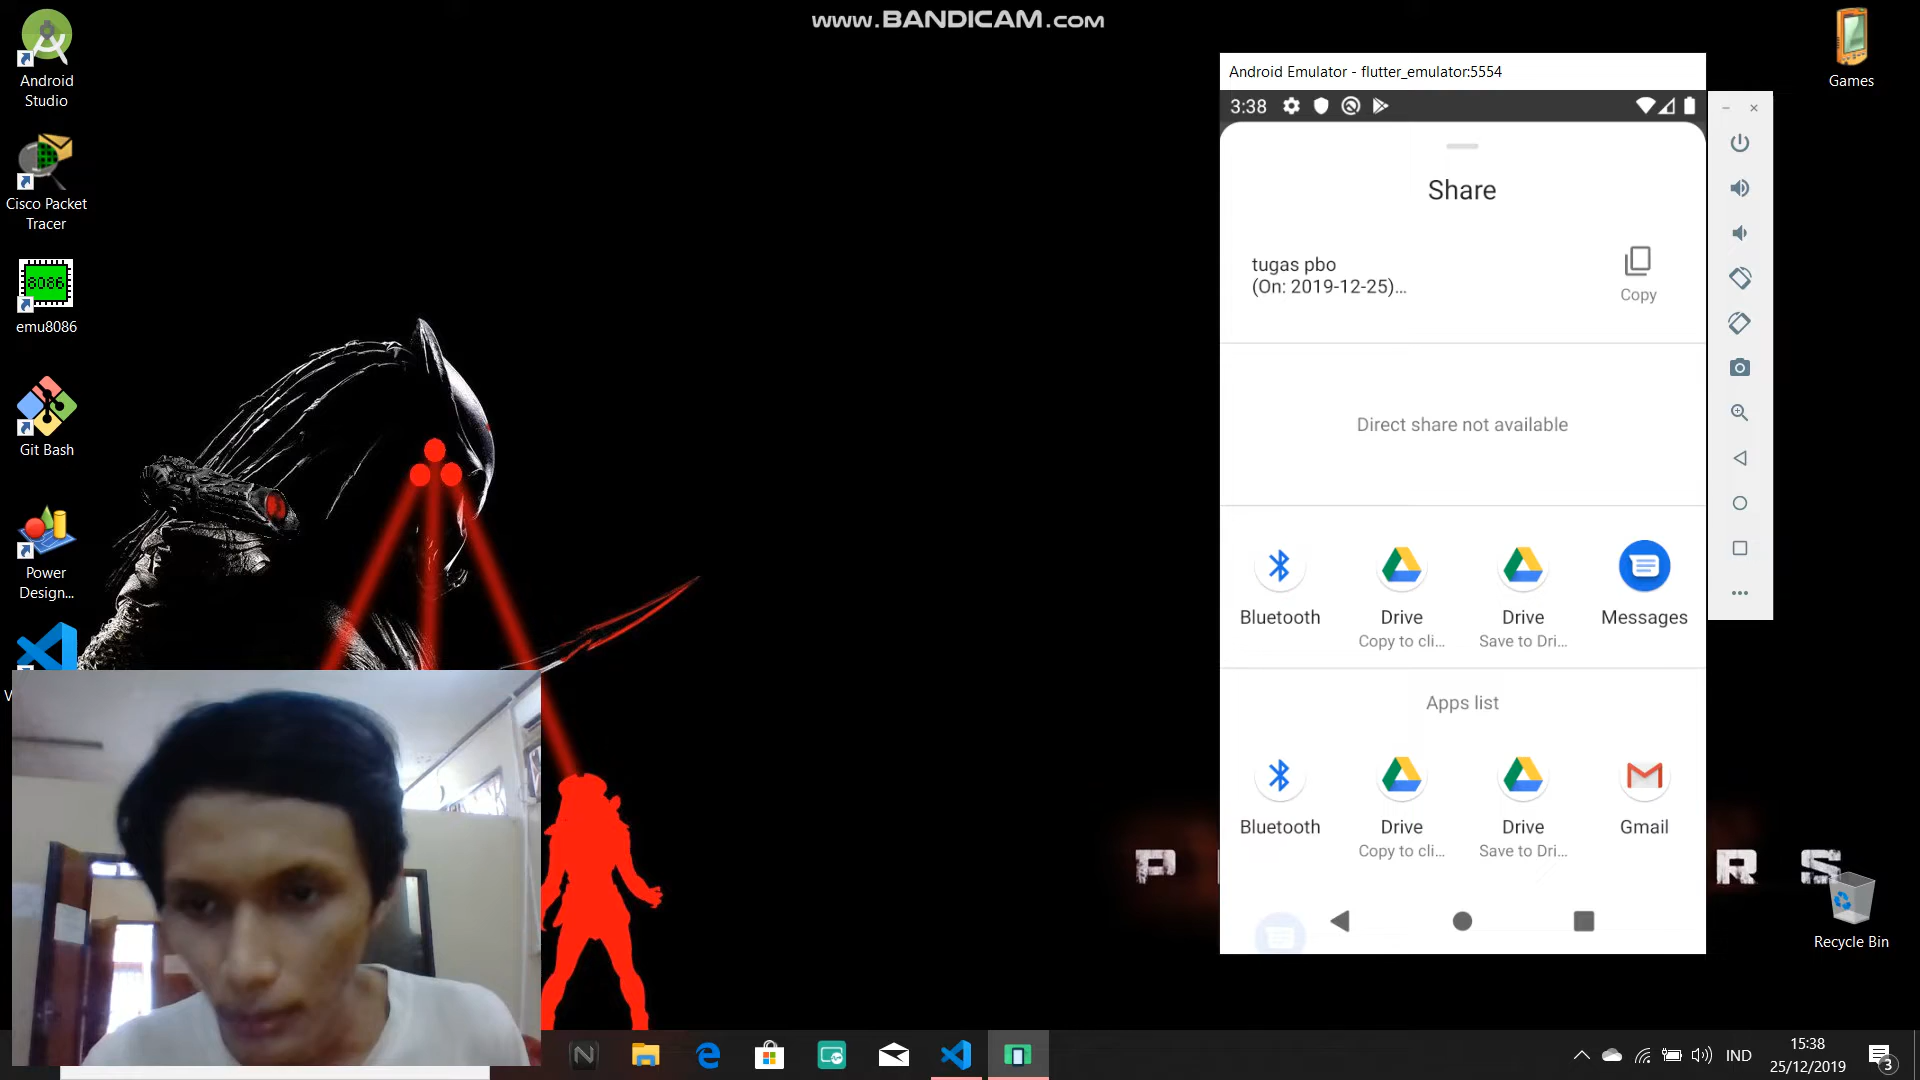 www.BANDICAM.com
Android
Studio
Cisco Packet
Tracer
8086
emu8086
Git Bash
Power
Design...
Games
Recycle Bin
Android Emulator - flutter_emulator:5554
3:38
Share
tugas pbo
(On: 2019-12-25)...
Copy
Direct share not available
Bluetooth
Drive
Copy to cli...
Drive
Save to Dri...
Messages
Apps list
Bluetooth
Drive
Copy to cli...
Drive
Save to Dri...
Gmail
IND
15:38
25/12/2019
3